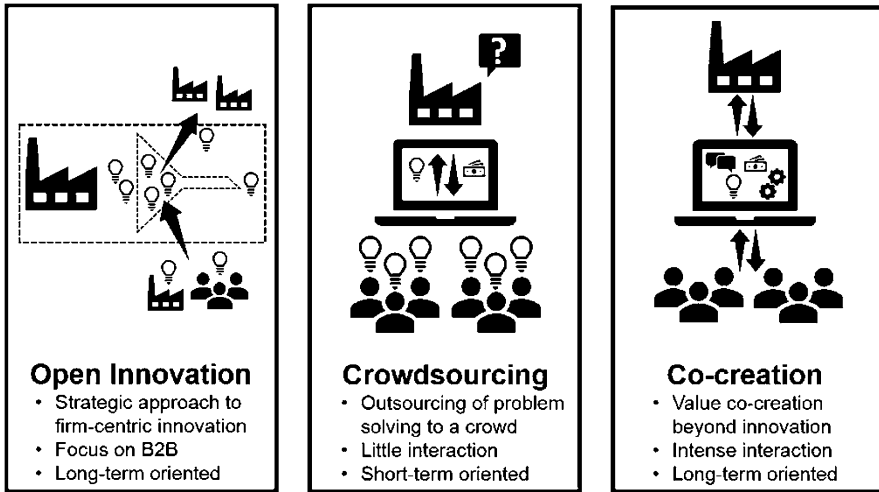 ?
Open Innovation
• Strategic approach to
firm-centric innovation
• Focus on B2B
• Long-term oriented
Crowdsourcing
• Outsourcing of problem
solving to a crowd
• Little interaction
• Short-term oriented
Co-creation
• Value co-creation
beyond innovation
• Intense interaction
• Long-term oriented